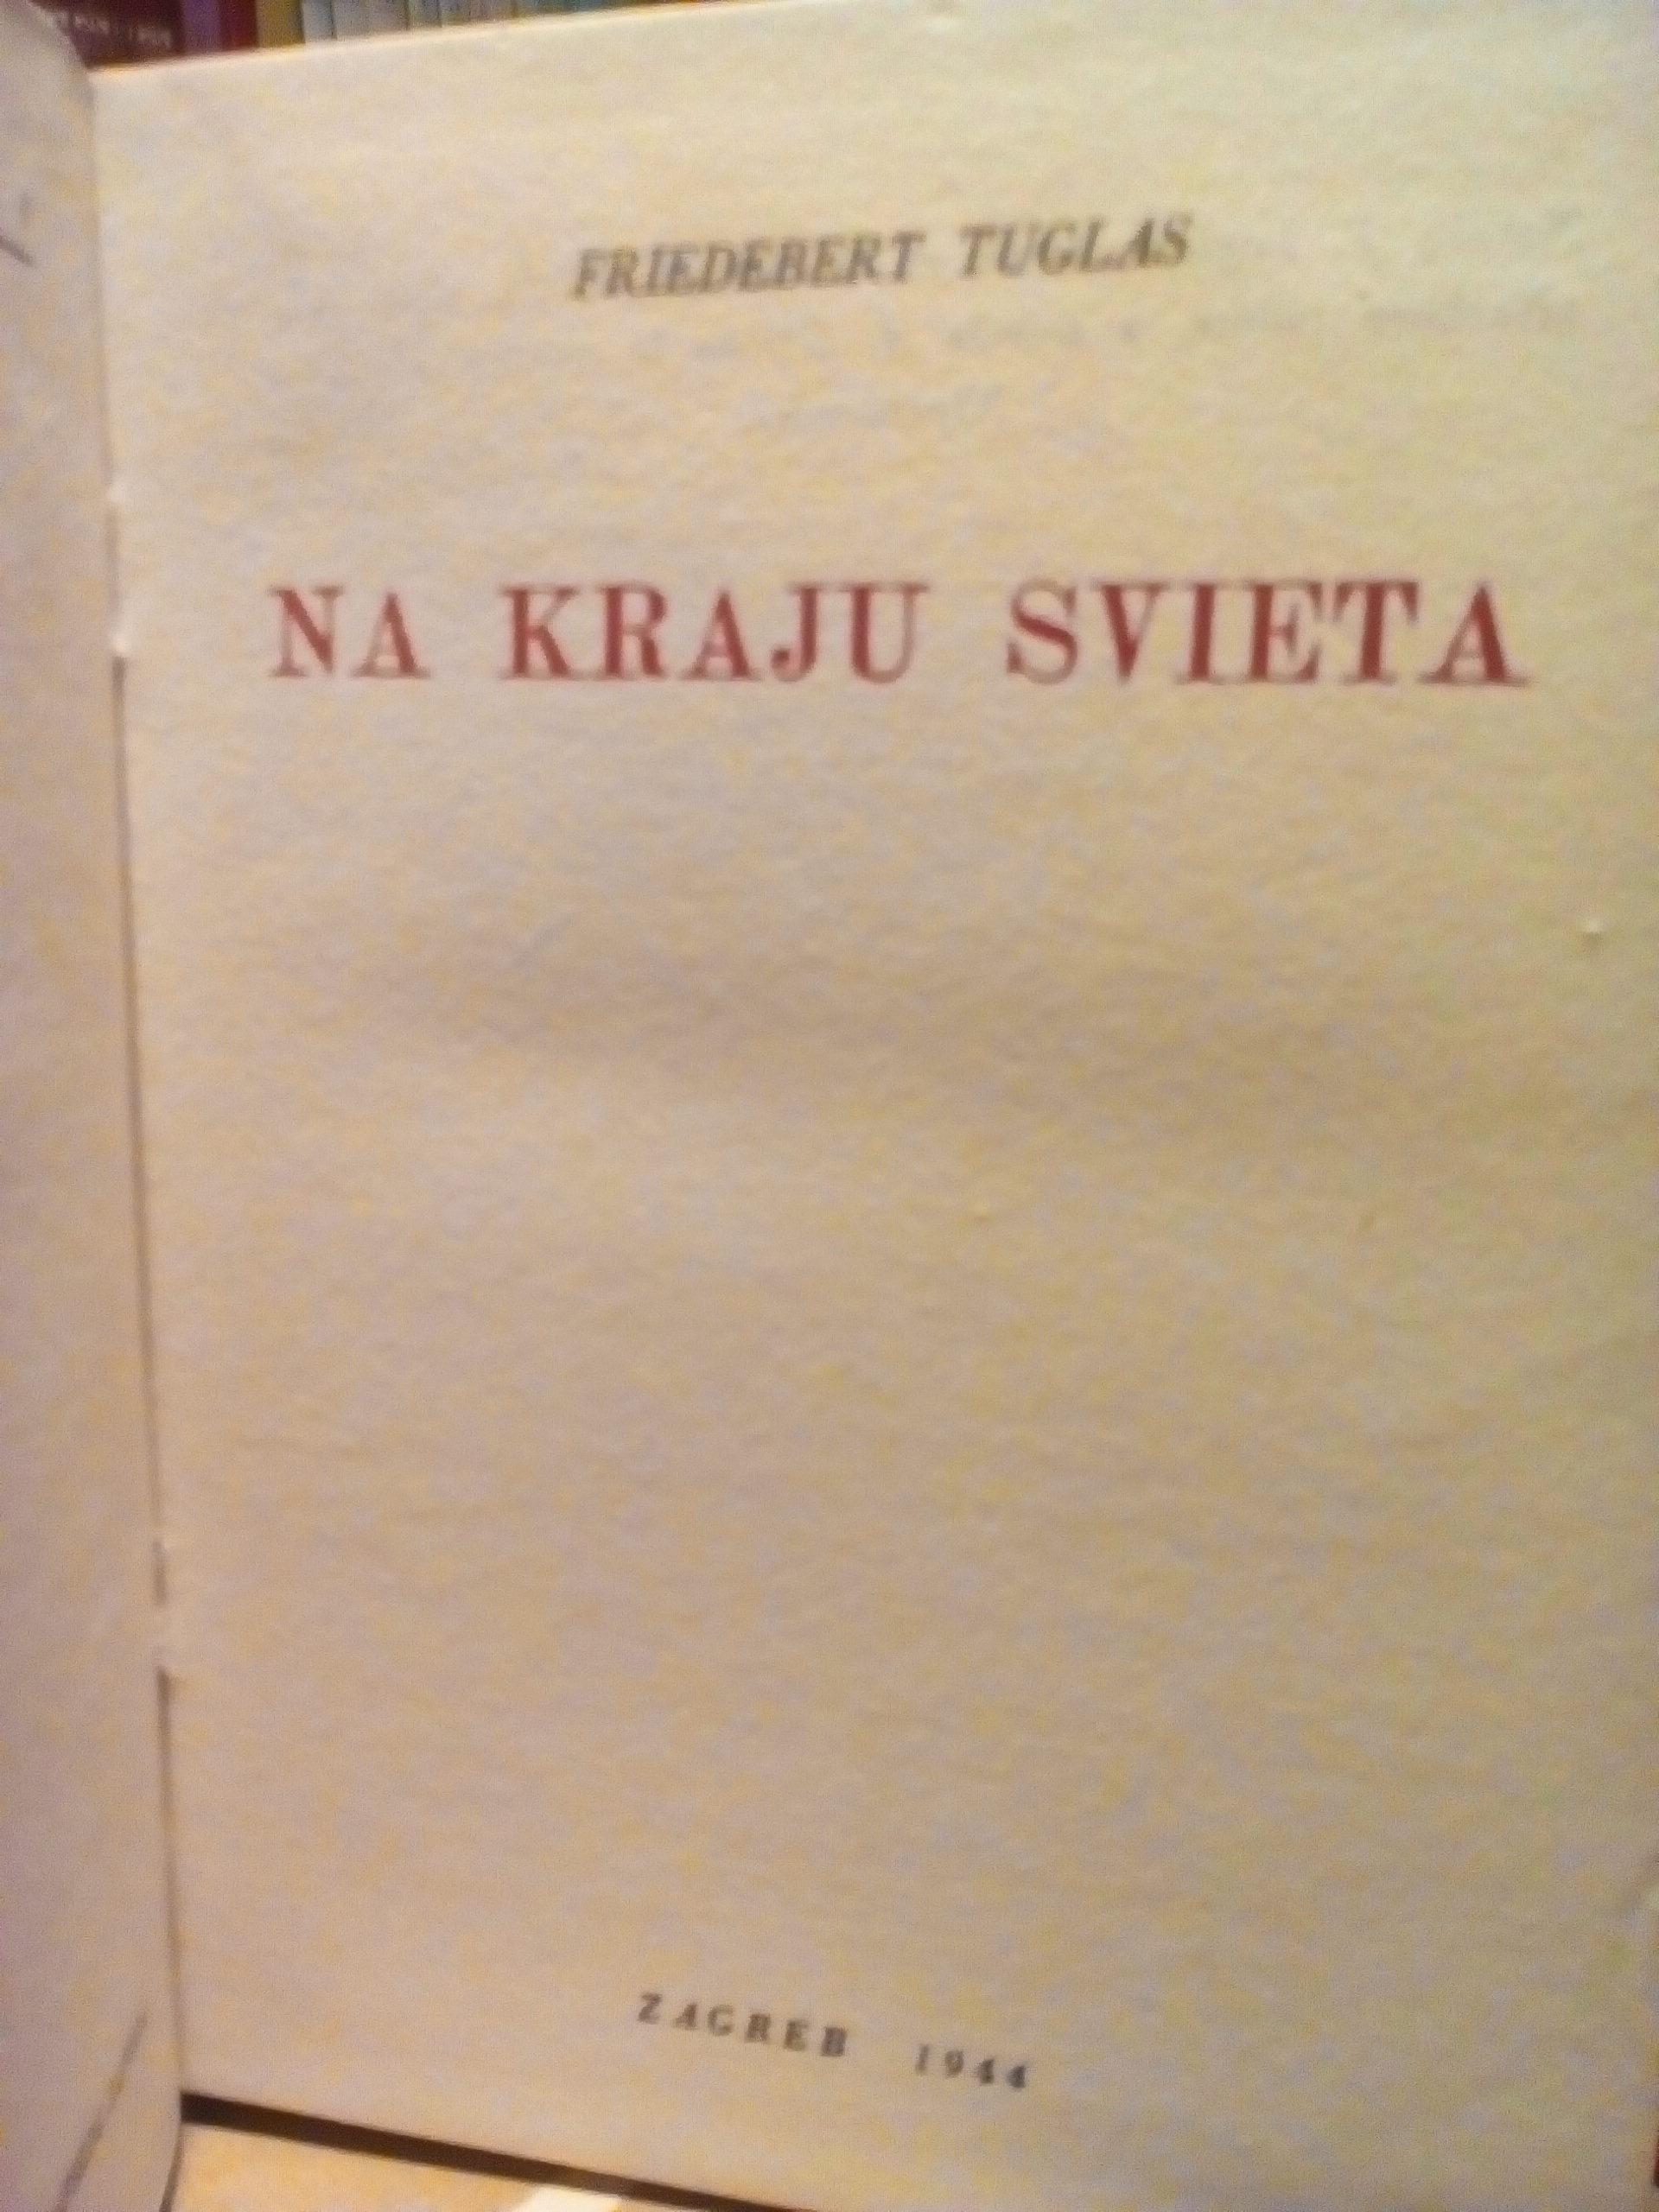 FRIEDEBERT TUGLAS
NA KRAJU SVIETA
ZAGREB 1944